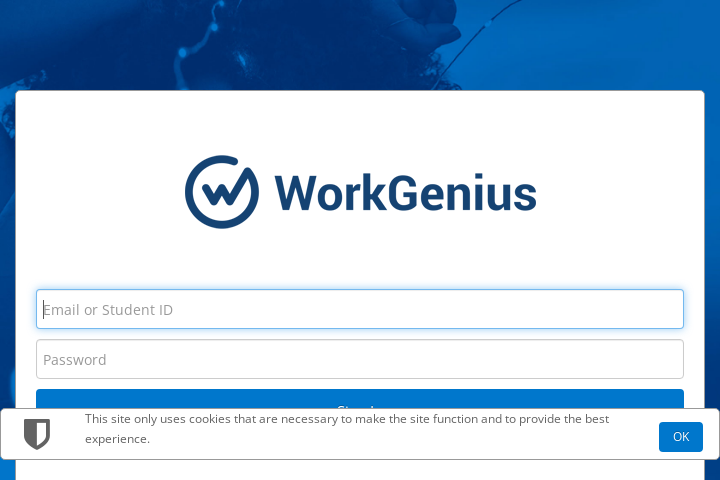 WorkGenius
Email or Student ID
Password
This site only uses cookies that are necessary to make the site function and to provide the best
experience.
OK